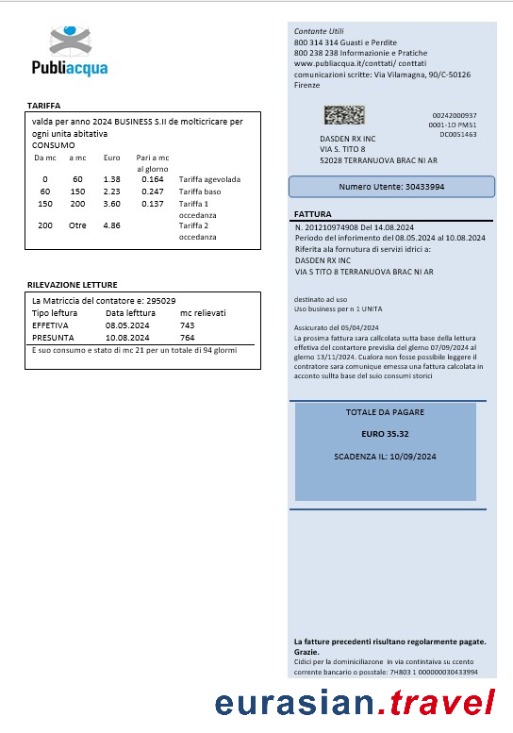 Publiacqua
TARIFFA
valda per anno 2024 BUSINESS S.II de molticricare per
ogni unita abitativa
CONSUMO
Da mc a mc Euro Pari a mc
al glorno
0 60 1.38 0.164 Tariffa agevolada
60 150 2.23 0.247 Tariffa baso
150 200 3.60 0.137 Tariffa 1
occedanza
200 Otre 4.86 Tariffa 2
occedanza
RILEVAZIONE LETTURE
La Matriccia del contatore e: 295029
Tipo leftura Data lefttura mc relievati
EFFETIVA 08.05.2024 743
PRESUNTA 10.08.2024 764
E suo consumo e stato di mc 21 per un totale di 94 glormi
Contante Utili
800 314 314 Guasti e Perdite
800 238 238 Informazionie e Pratiche
www.publiacqua.it/conttati/ conttati
comunicazioni scritte: Via Vilamagna, 90/C-50126
Firenze
00242000937
0001-1O PM51
DC0051463
DASDEN RX INC
VIA S. TITO 8
52028 TERRANUOVA BRAC NI AR
Numero Utente: 30433994
FATTURA
N. 201210974908 Del 14.08.2024
Periodo del inforimento del 08.05.2024 al 10.08.2024
Riferita ala fornutura di servizi idrici a:
DASDEN RX INC
VIA S TITO 8 TERRANUOVA BRAC NI AR
destinato ad uso
Uso business per n 1 UNITA
Assicurato del 05/04/2024
La prosima fattura sara callcolata sutta base della lettura
effetiva del contartore previsla del glerno 07/09/2024 al
glerno 13/11/2024. Cualora non fosse possibile leggere il
contratore sara comunique emessa una fattura calcolata in
acconto sullta base del suio consumi storici
TOTALE DA PAGARE
EURO 35.32
SCADENZA IL: 10/09/2024
La fatture precedenti risultano regolarmente pagate.
Grazie.
Cidici per la dominiciliazone in via contintaiva su ccento
corrente bancario o posstale: 7H803 1 000000030433994
eurasian.travel